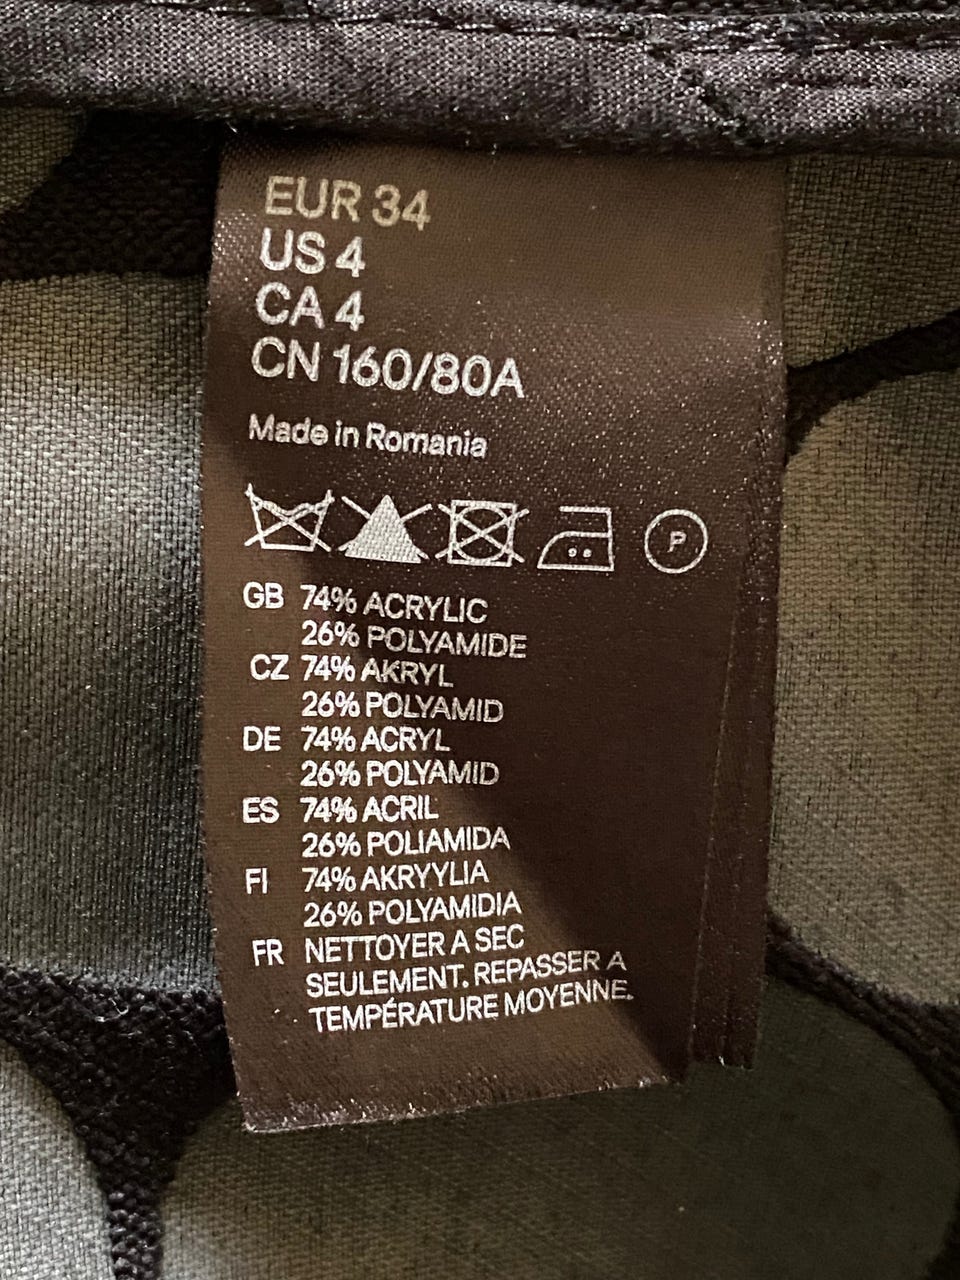 EUR 34
US 4
CA 4
CN 160/80A
Made in Romania
P
GB 74% ACRYLIC
26% POLYAMIDE
CZ 74% AKRYL
26% POLYAMID
DE 74% ACRYL
26% POLYAMID
ES 74% ACRIL
26% POLIAMIDA
FI 74% AKRYYLIA
26% POLYAMIDIA
FR NETTOYER A SEC
SEULEMENT. REPASSER A
TEMPÉRATURE MOYENNE.